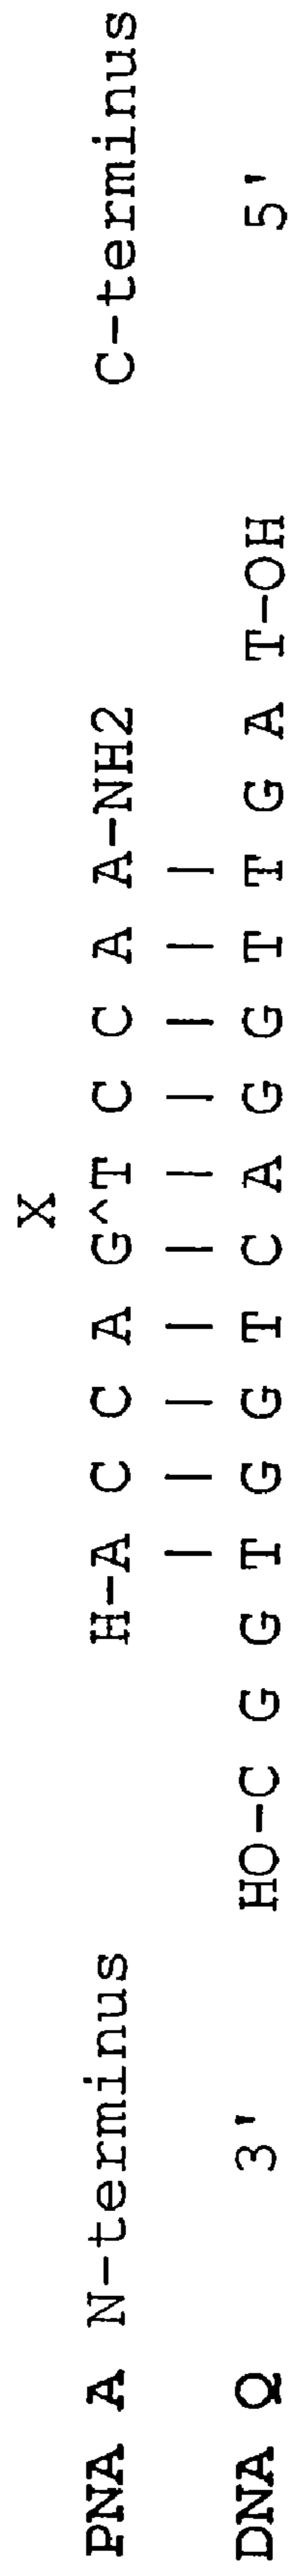 X
PNA A N-terminus H-A C C A G^T C C A A-NH2 C-terminus
| | | | | | | | | |
DNA Q 3' HO-C G G T G G T C A G G T T G A T-OH 5'